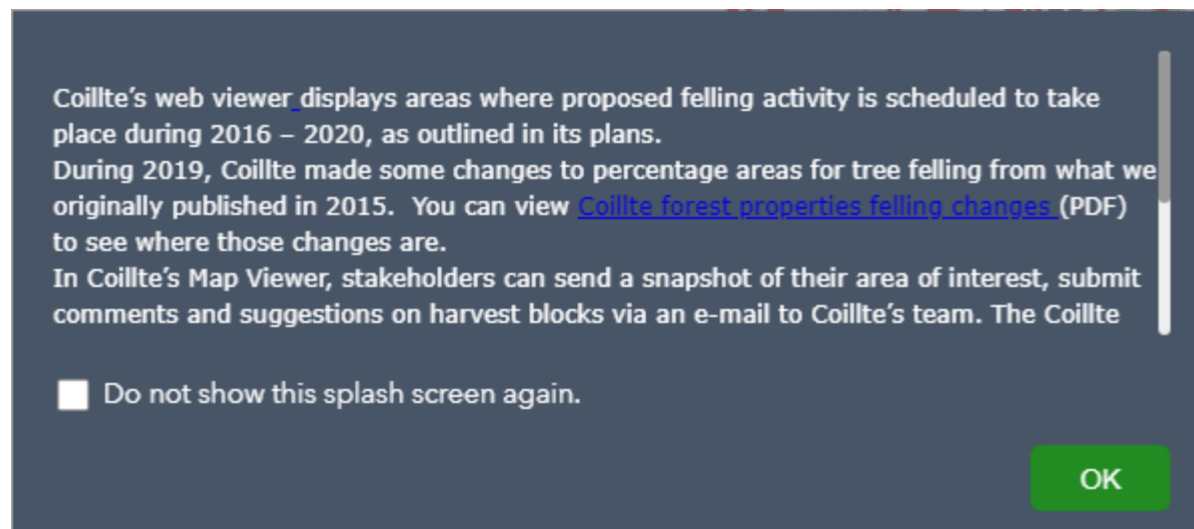 Coillte’s web viewer displays areas where proposed felling activity is scheduled to take
place during 2016 – 2020, as outlined in its plans.
During 2019, Coillte made some changes to percentage areas for tree felling from what we
originally published in 2015.  You can view Coillte forest properties felling changes (PDF)
to see where those changes are.
In Coillte’s Map Viewer, stakeholders can send a snapshot of their area of interest, submit
comments and suggestions on harvest blocks via an e-mail to Coillte’s team. The Coillte
Do not show this splash screen again.
OK